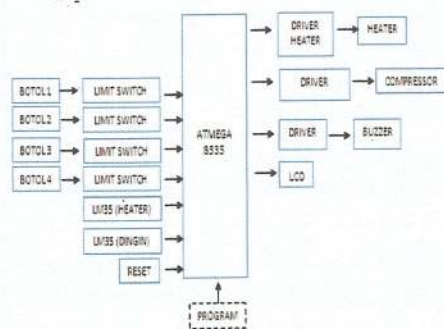 BOTOL1
LIMIT SWITCH
BOTOL2
LIMIT SWITCH
BOTOL3
LIMIT SWITCH
BOTOL4
LIMIT SWITCH
LM35 (HEATER)
LM35 (DINGIN)
RESET
ATMEGA
8535
PROGRAM
DRIVER
HEATER
HEATER
DRIVER
COMPRESSOR
DRIVER
BUZZER
LCD